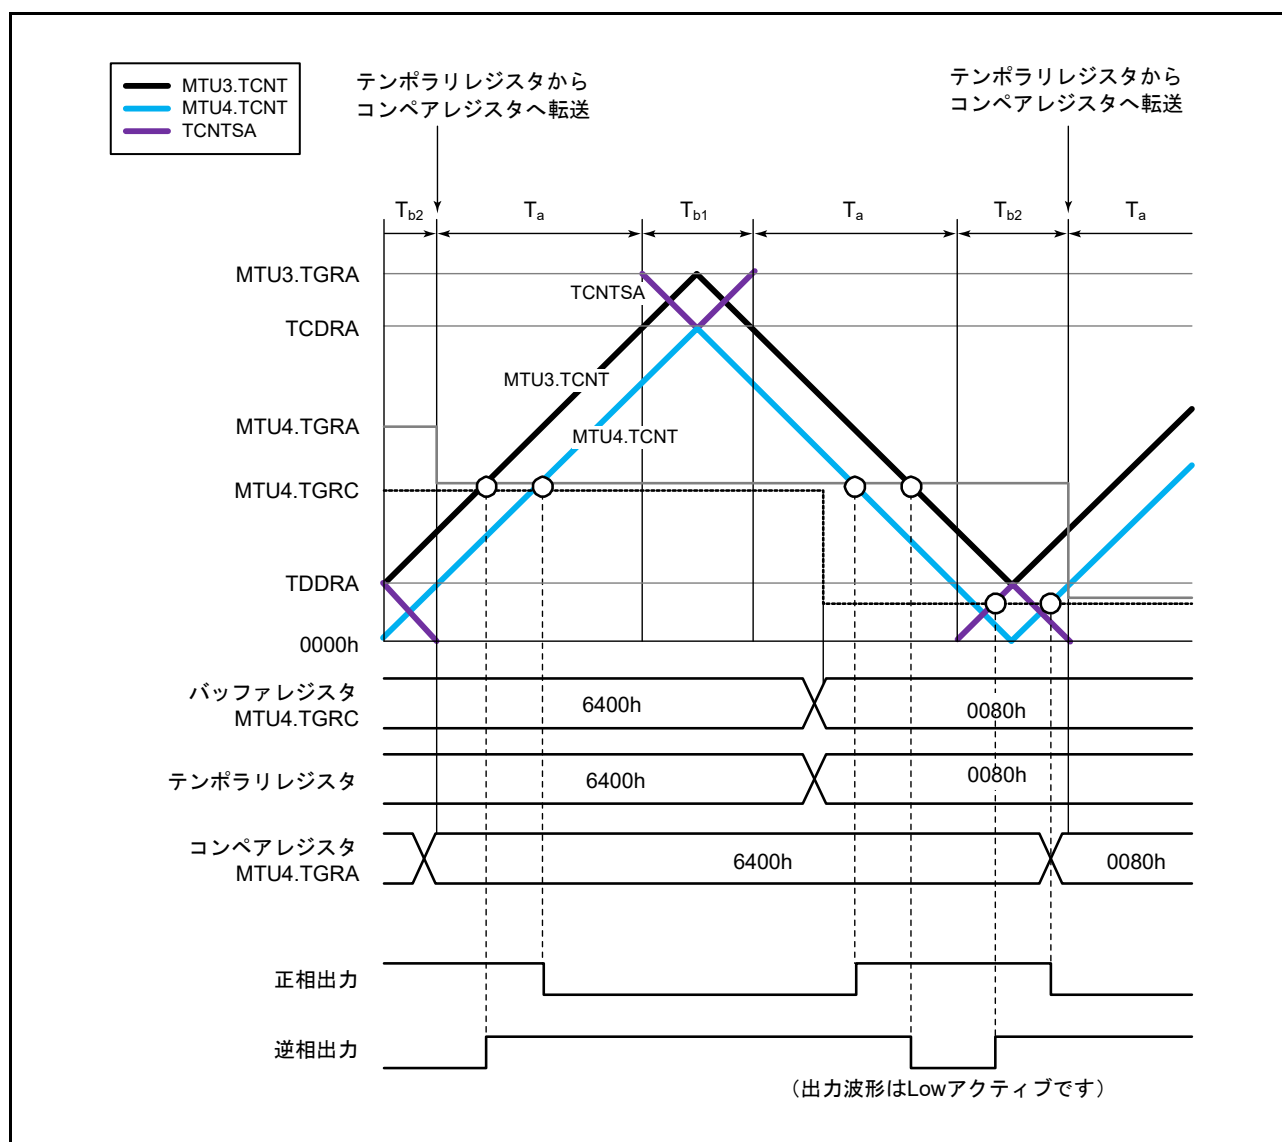 MTU3.TCNT
MTU4.TCNT
TCNTSA
テンポラリレジスタから
コンペアレジスタへ転送
テンポラリレジスタから
コンペアレジスタへ転送
Tb2
Ta
Tb1
Ta
Tb2
Ta
MTU3.TGRA
TCNTSA
TCDRA
MTU3.TCNT
MTU4.TGRA
MTU4.TCNT
MTU4.TGRC
TDDRA
0000h
バッファレジスタ
MTU4.TGRC
6400h
0080h
テンポラリレジスタ
6400h
0080h
コンペアレジスタ
MTU4.TGRA
6400h
0080h
正相出力
逆相出力
（出力波形はLowアクティブです）